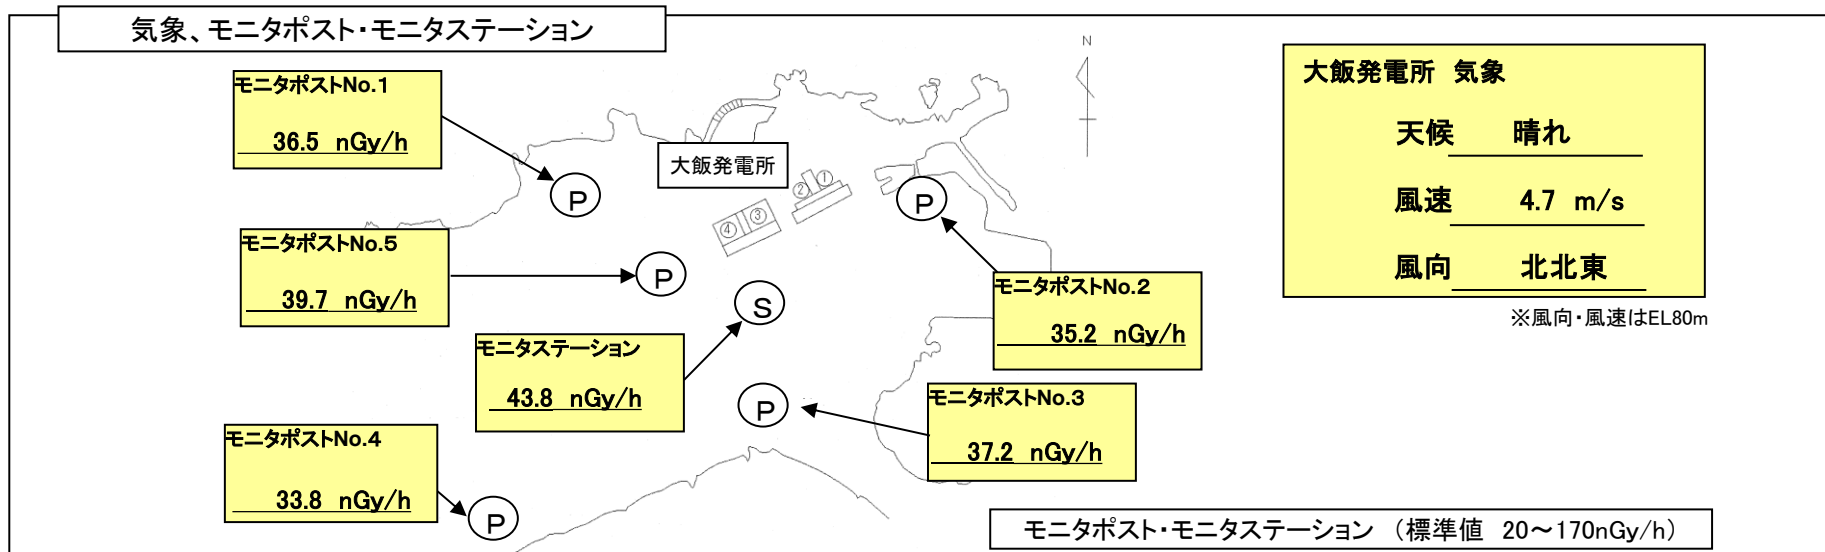 気象、モニタポスト・モニタステーション
モニタポストNo.1
36.5 nGy/h
大飯発電所
N
P
① ②
③ ④
P
モニタポストNo.5
39.7 nGy/h
P
S
モニタポストNo.2
35.2 nGy/h
モニタステーション
43.8 nGy/h
P
モニタポストNo.3
37.2 nGy/h
モニタポストNo.4
33.8 nGy/h
P
大飯発電所 気象
天候 晴れ
風速 4.7 m/s
風向 北北東
※風向・風速はEL80m
モニタポスト・モニタステーション (標準値 20～170nGy/h)